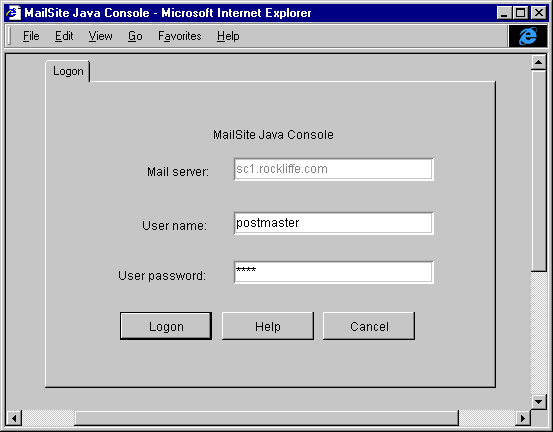 MailSite Java Console - Microsoft Internet Explorer
File Edit View Go Favorites Help
Logon
MailSite Java Console
Mail server: sc1.rockliffe.com
User name: postmaster
User password: ****
Logon Help Cancel